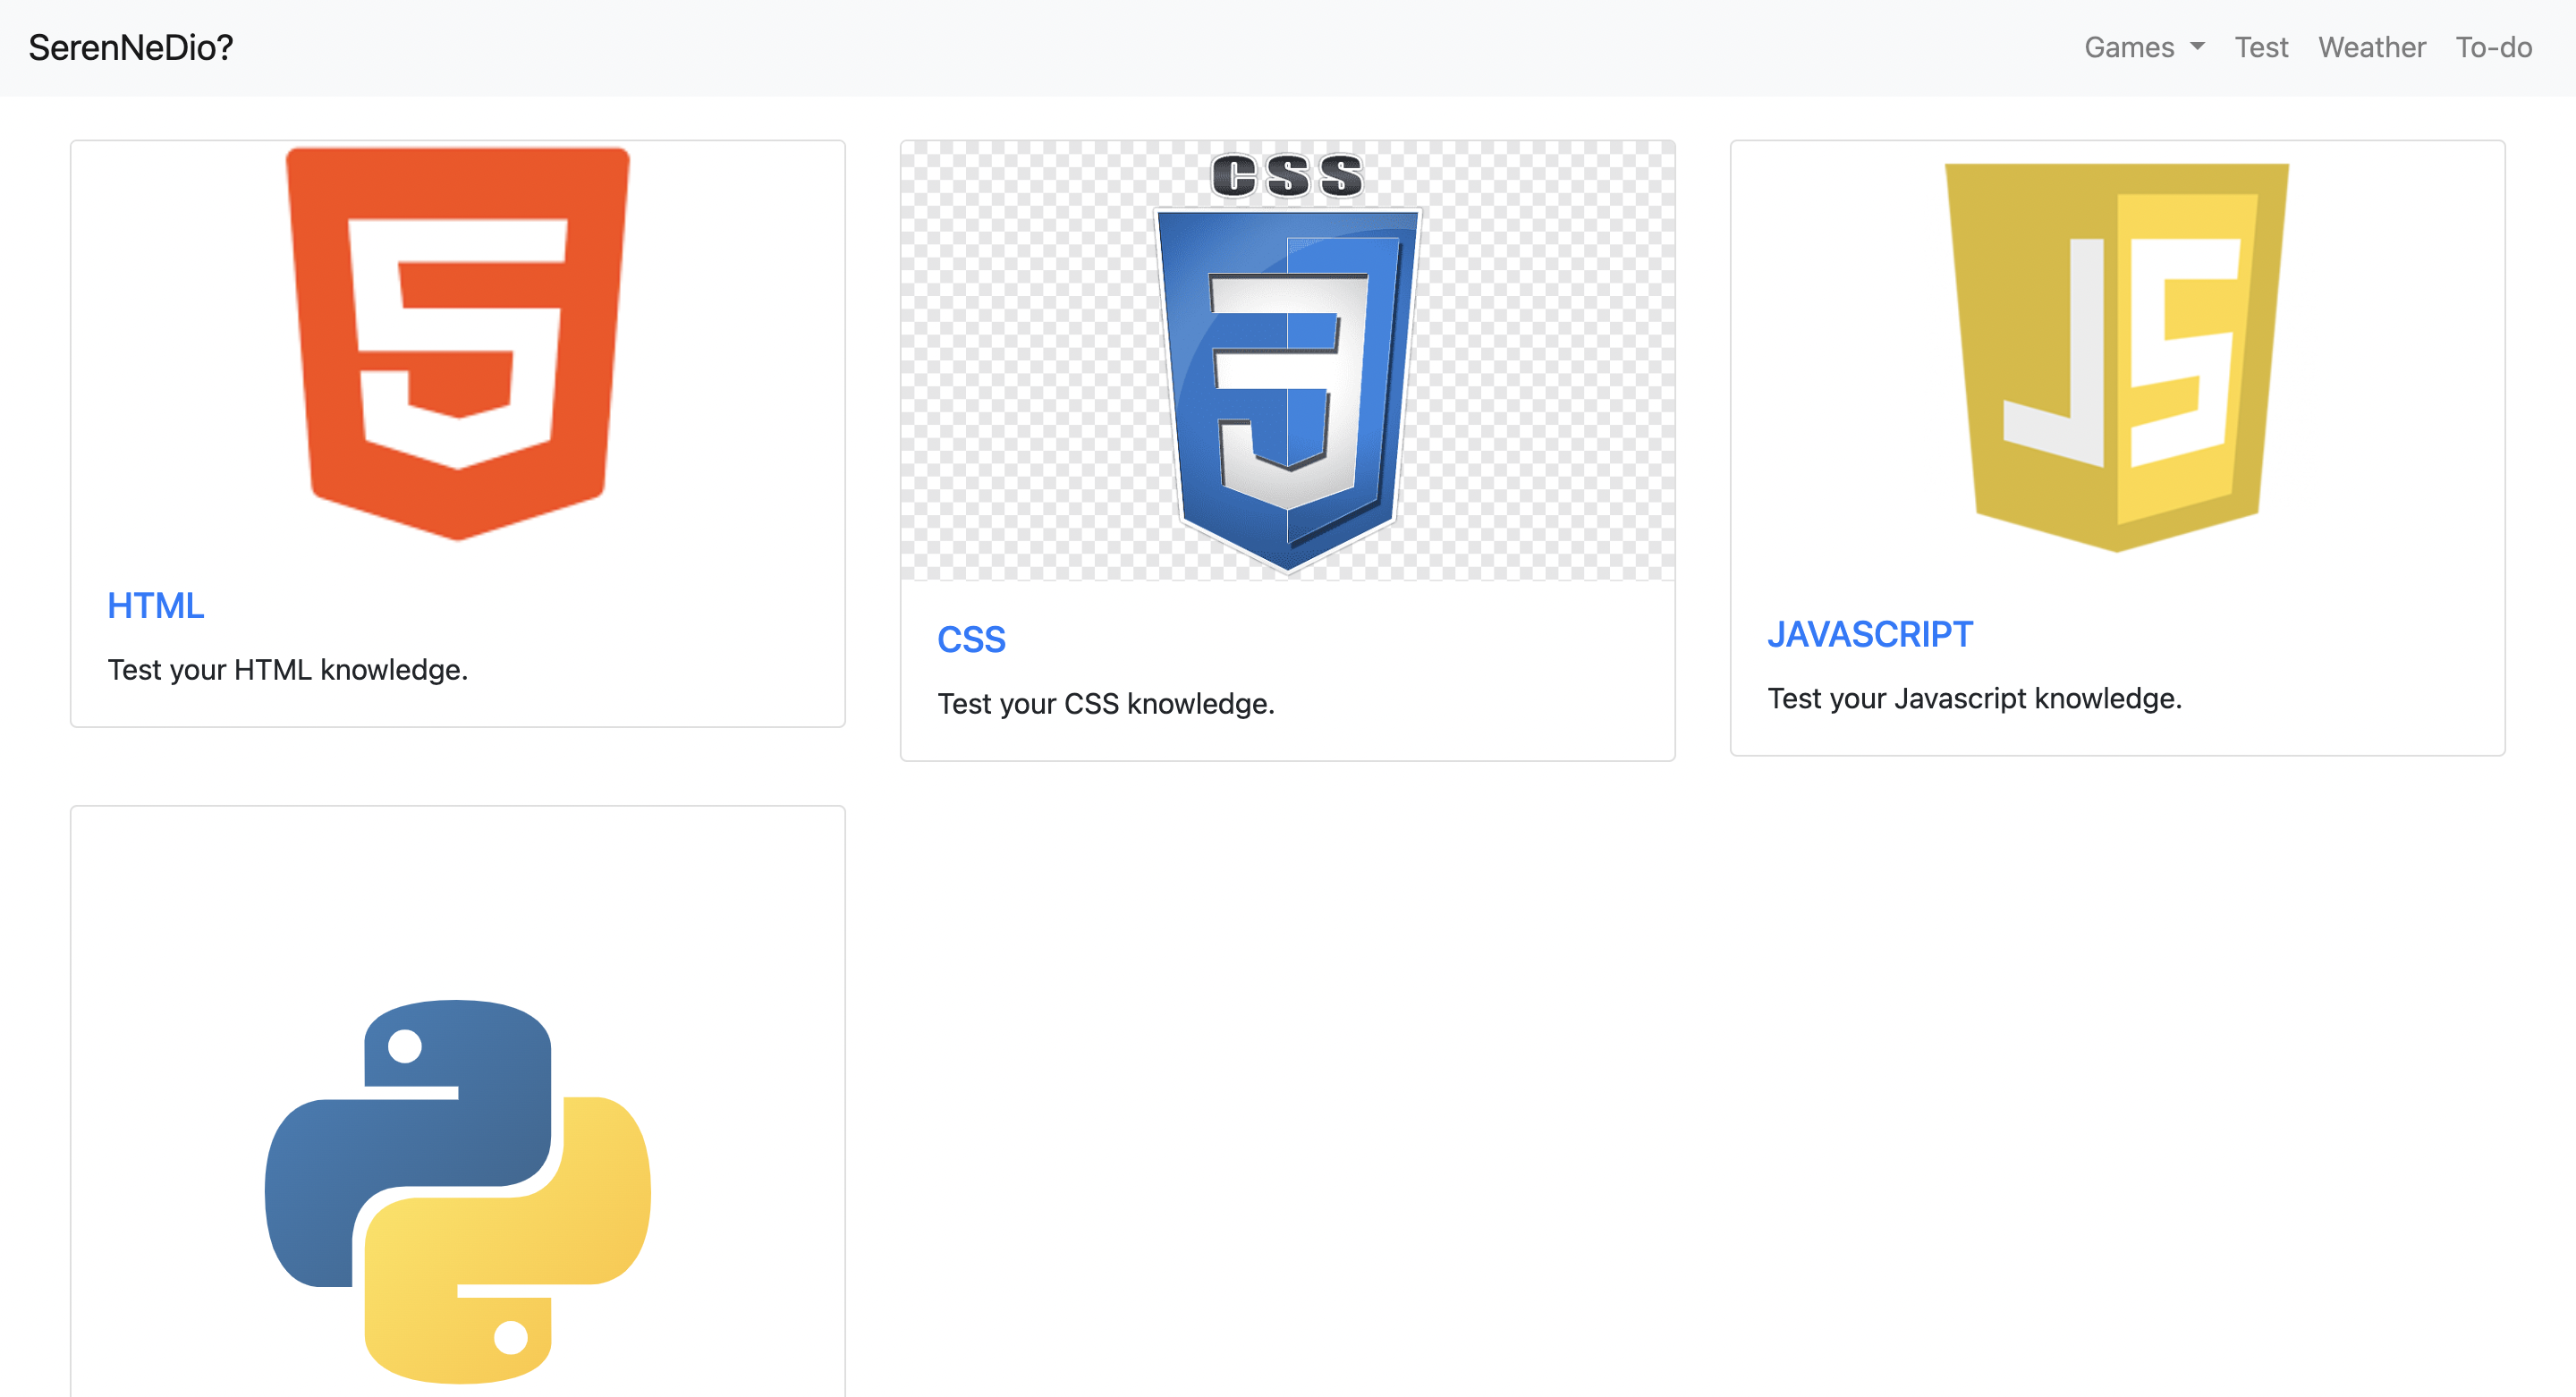 SerenNeDio?
Games
Test
Weather
To-do
5
CSS
3
JS
HTML
Test your HTML knowledge.
CSS
Test your CSS knowledge.
JAVASCRIPT
Test your Javascript knowledge.